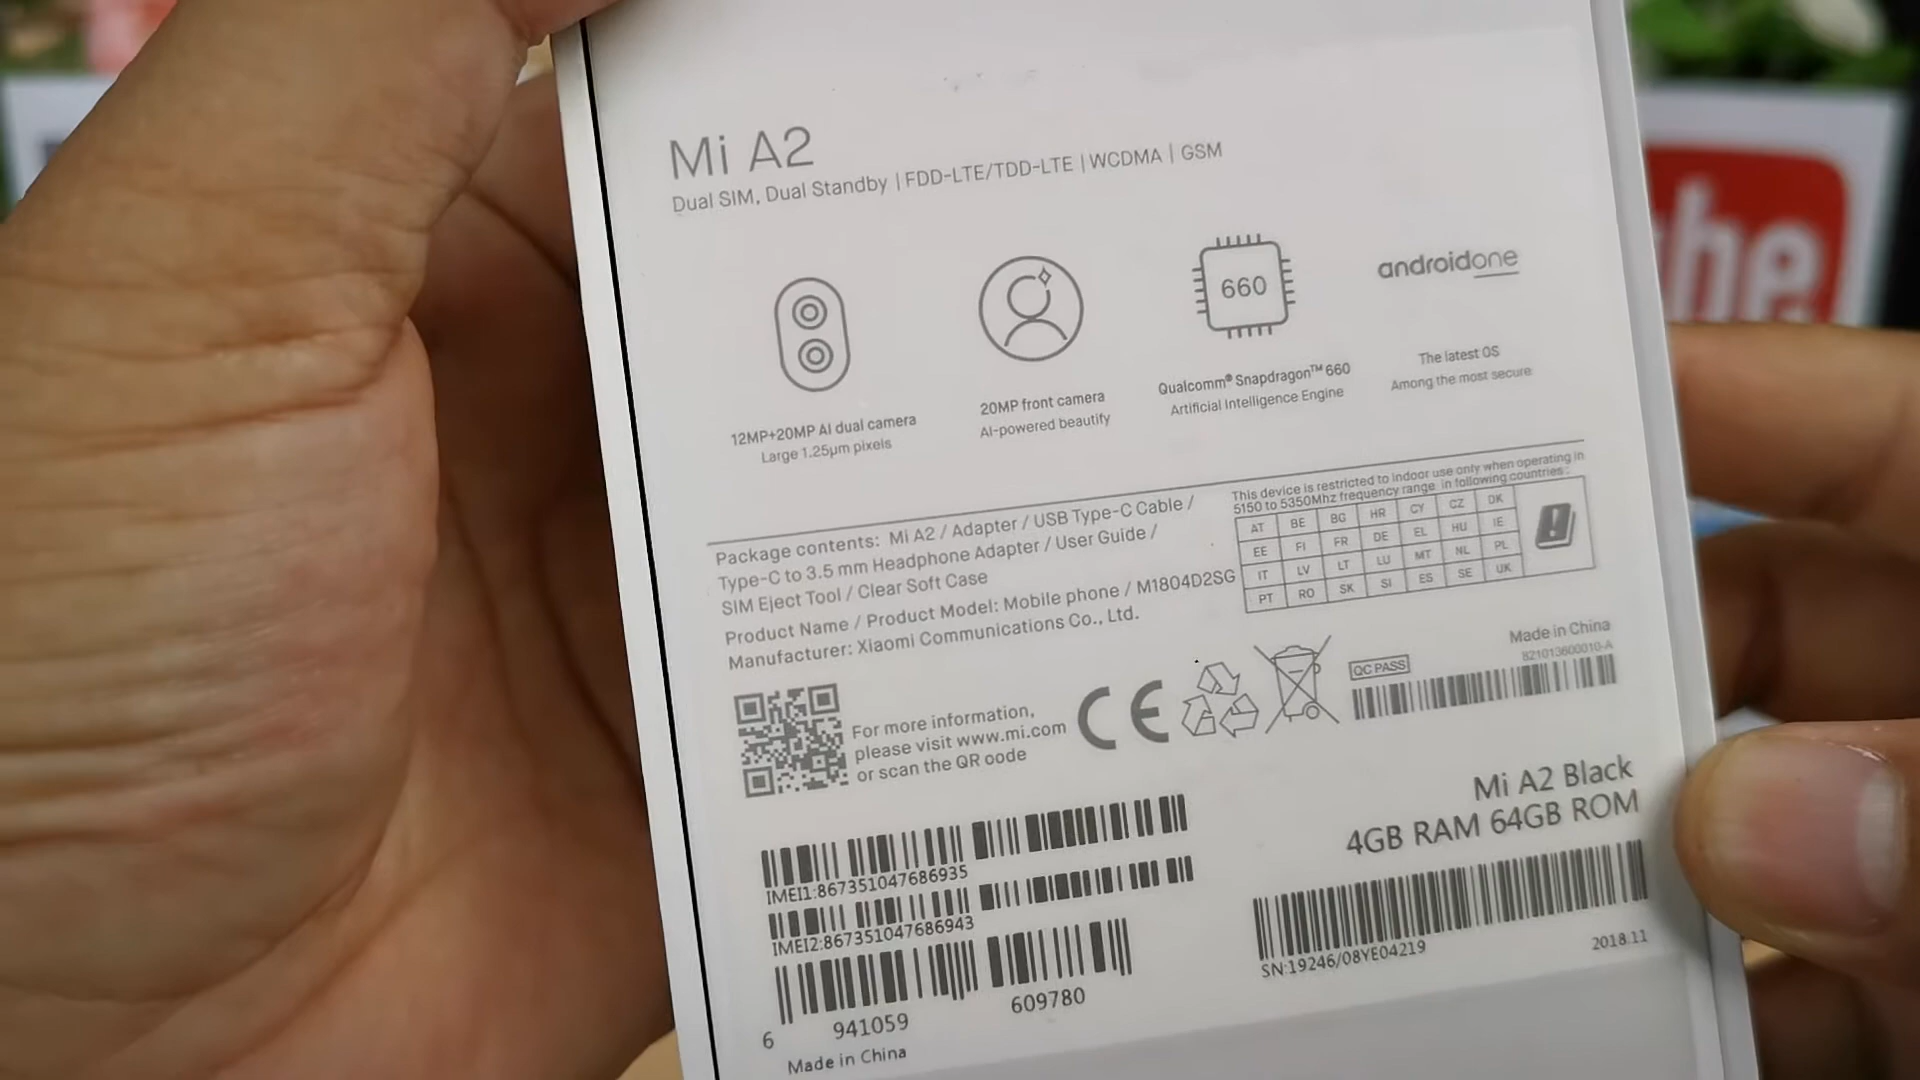 Mi A2
Dual SIM, Dual Standby | FDD-LTE/TDD-LTE | WCDMA | GSM
660
androidone
12MP+20MP AI dual camera
Large 1.25µm pixels
20MP front camera
AI-powered beautify
Qualcomm® Snapdragon™ 660
Artificial Intelligence Engine
The latest OS
Among the most secure
Package contents: Mi A2 / Adapter / USB Type-C Cable /
Type-C to 3.5 mm Headphone Adapter / User Guide /
SIM Eject Tool / Clear Soft Case
Product Name / Product Model: Mobile phone / M1804D2SG
Manufacturer: Xiaomi Communications Co., Ltd.
This device is restricted to indoor use only when operating in
5150 to 5350Mhz frequency range in following countries:
AT BE BG HR CY CZ DK
EE FI FR DE EL HU IE
IT LV LT LU MT NL PL
PT RO SK SI ES SE UK
For more information,
please visit www.mi.com
or scan the QR code
CE
QC PASS
Made in China
821013600010-A
Mi A2 Black
4GB RAM 64GB ROM
IMEI1:867351047686935
IMEI2:867351047686943
6 941059 609780
Made in China
SN:19246/08YE04219
2018.11
he